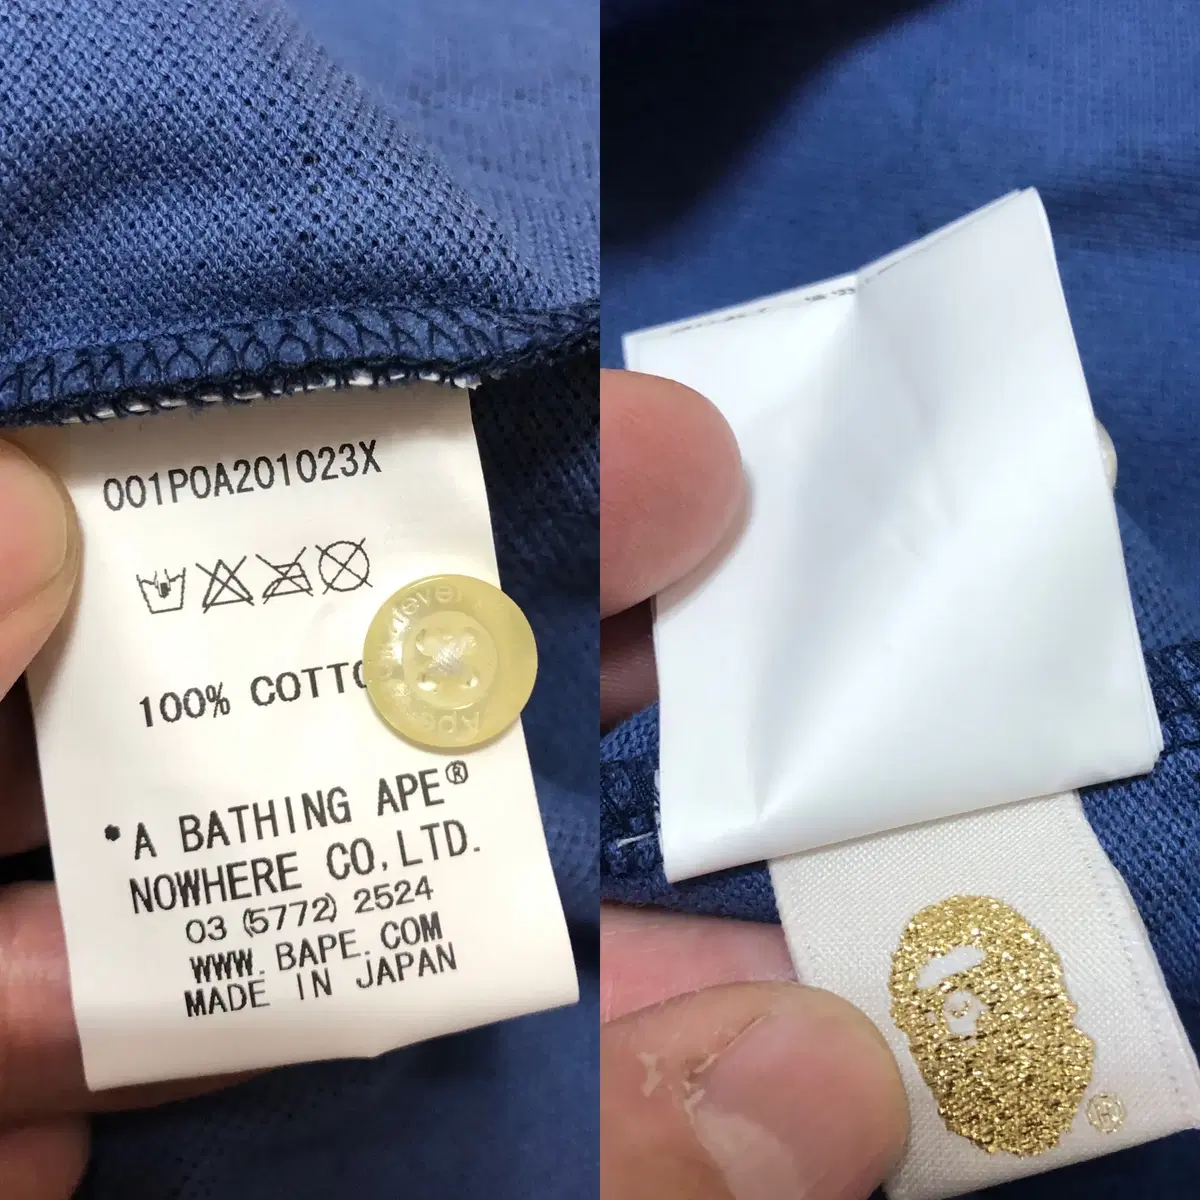 001POA201023X
100% COTTO
*A BATHING APE®
NOWHERE CO,LTD.
03 (5772) 2524
WWW.BAPE.COM
MADE IN JAPAN
®